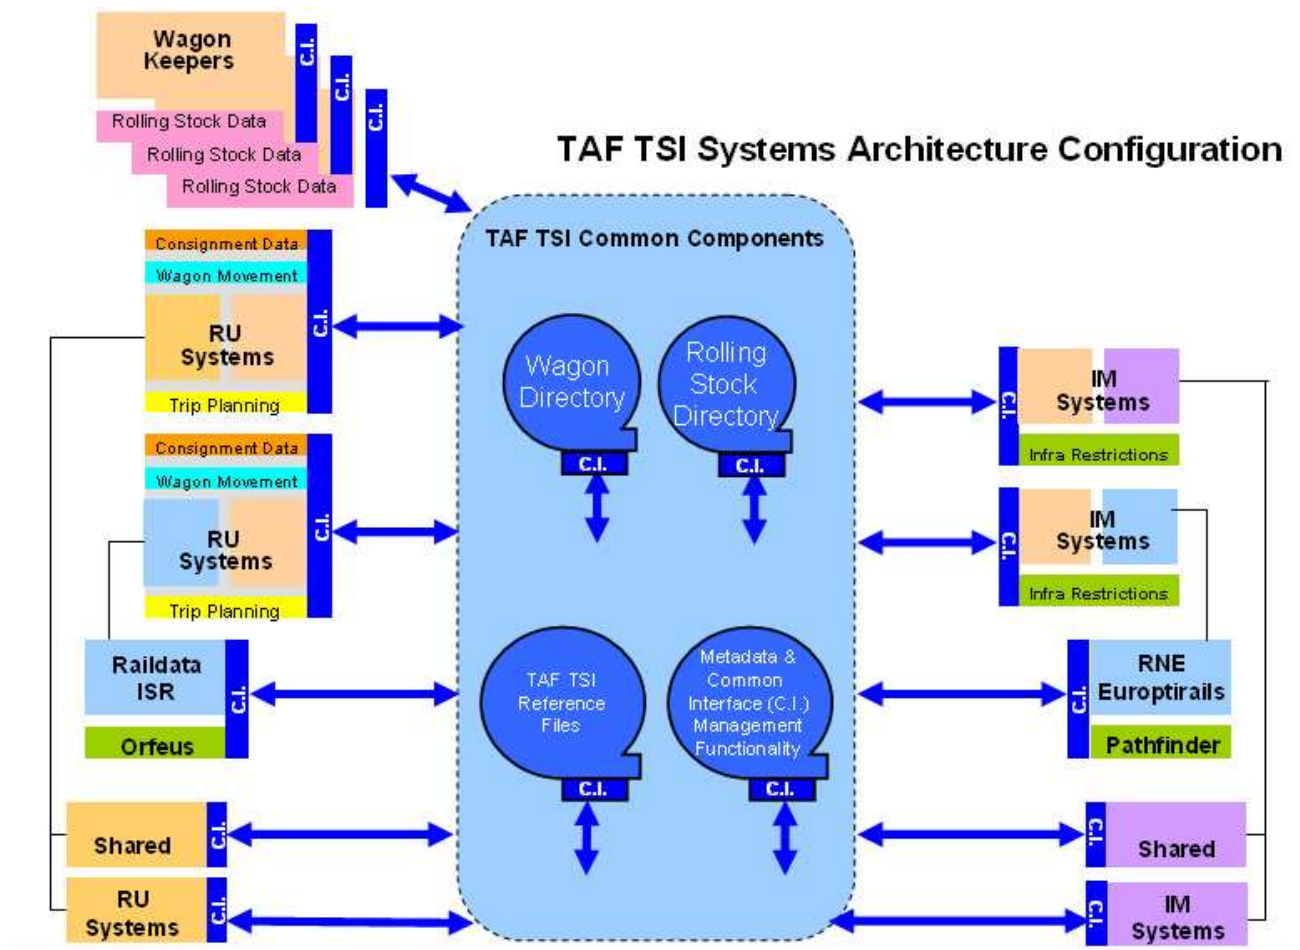 Wagon
Keepers
C.I.
C.I.
C.I.
Rolling Stock Data
Rolling Stock Data
Rolling Stock Data
TAF TSI Systems Architecture Configuration
TAF TSI Common Components
Consignment Data
Wagon Movement
RU
Systems
Trip Planning
C.I.
Consignment Data
Wagon Movement
RU
Systems
Trip Planning
C.I.
Raildata
ISR
Orfeus
C.I.
Shared
C.I.
RU
Systems
C.I.
Wagon
Directory
C.I.
Rolling
Stock
Directory
C.I.
TAF TSI
Reference
Files
C.I.
Metadata &
Common
Interface (C.I.)
Management
Functionality
C.I.
C.I.
IM
Systems
Infra Restrictions
C.I.
IM
Systems
Infra Restrictions
C.I.
RNE
Europtirails
Pathfinder
C.I.
Shared
C.I.
IM
Systems